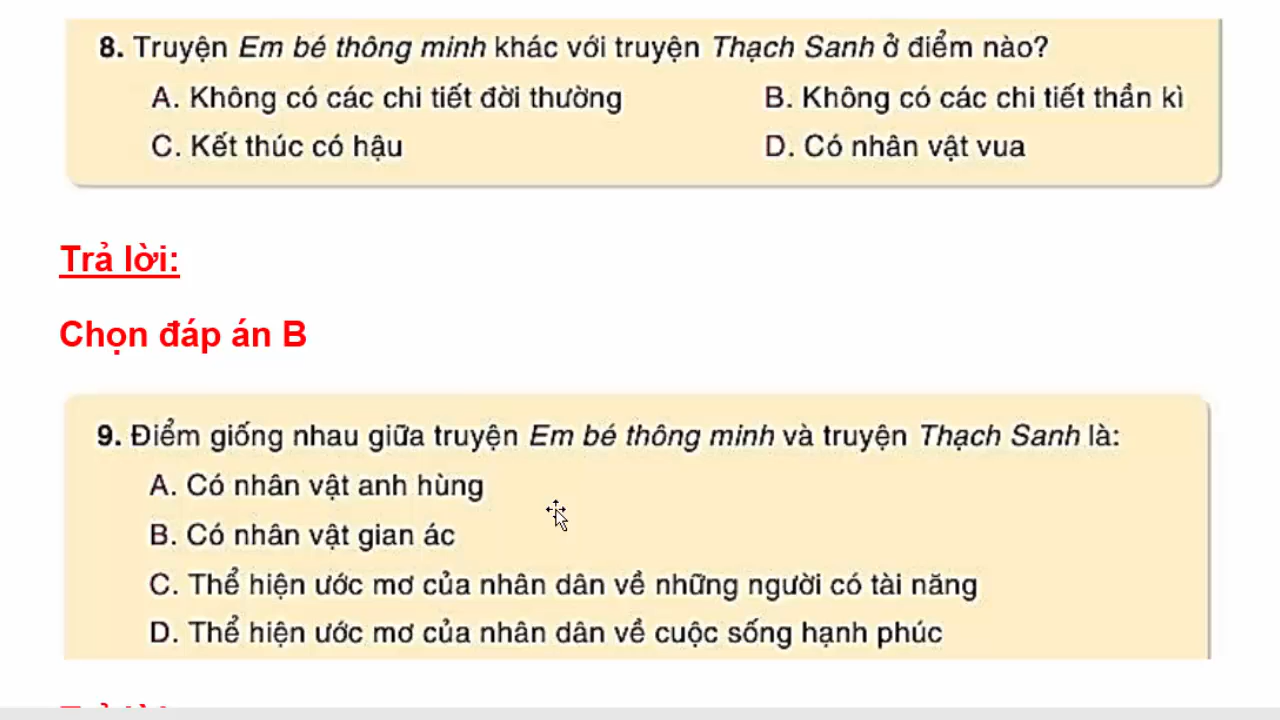 8. Truyện Em bé thông minh khác với truyện Thạch Sanh ở điểm nào?
A. Không có các chi tiết đời thường B. Không có các chi tiết thần kì
C. Kết thúc có hậu D. Có nhân vật vua
Trả lời:
Chọn đáp án B
9. Điểm giống nhau giữa truyện Em bé thông minh và truyện Thạch Sanh là:
A. Có nhân vật anh hùng
B. Có nhân vật gian ác
C. Thể hiện ước mơ của nhân dân về những người có tài năng
D. Thể hiện ước mơ của nhân dân về cuộc sống hạnh phúc